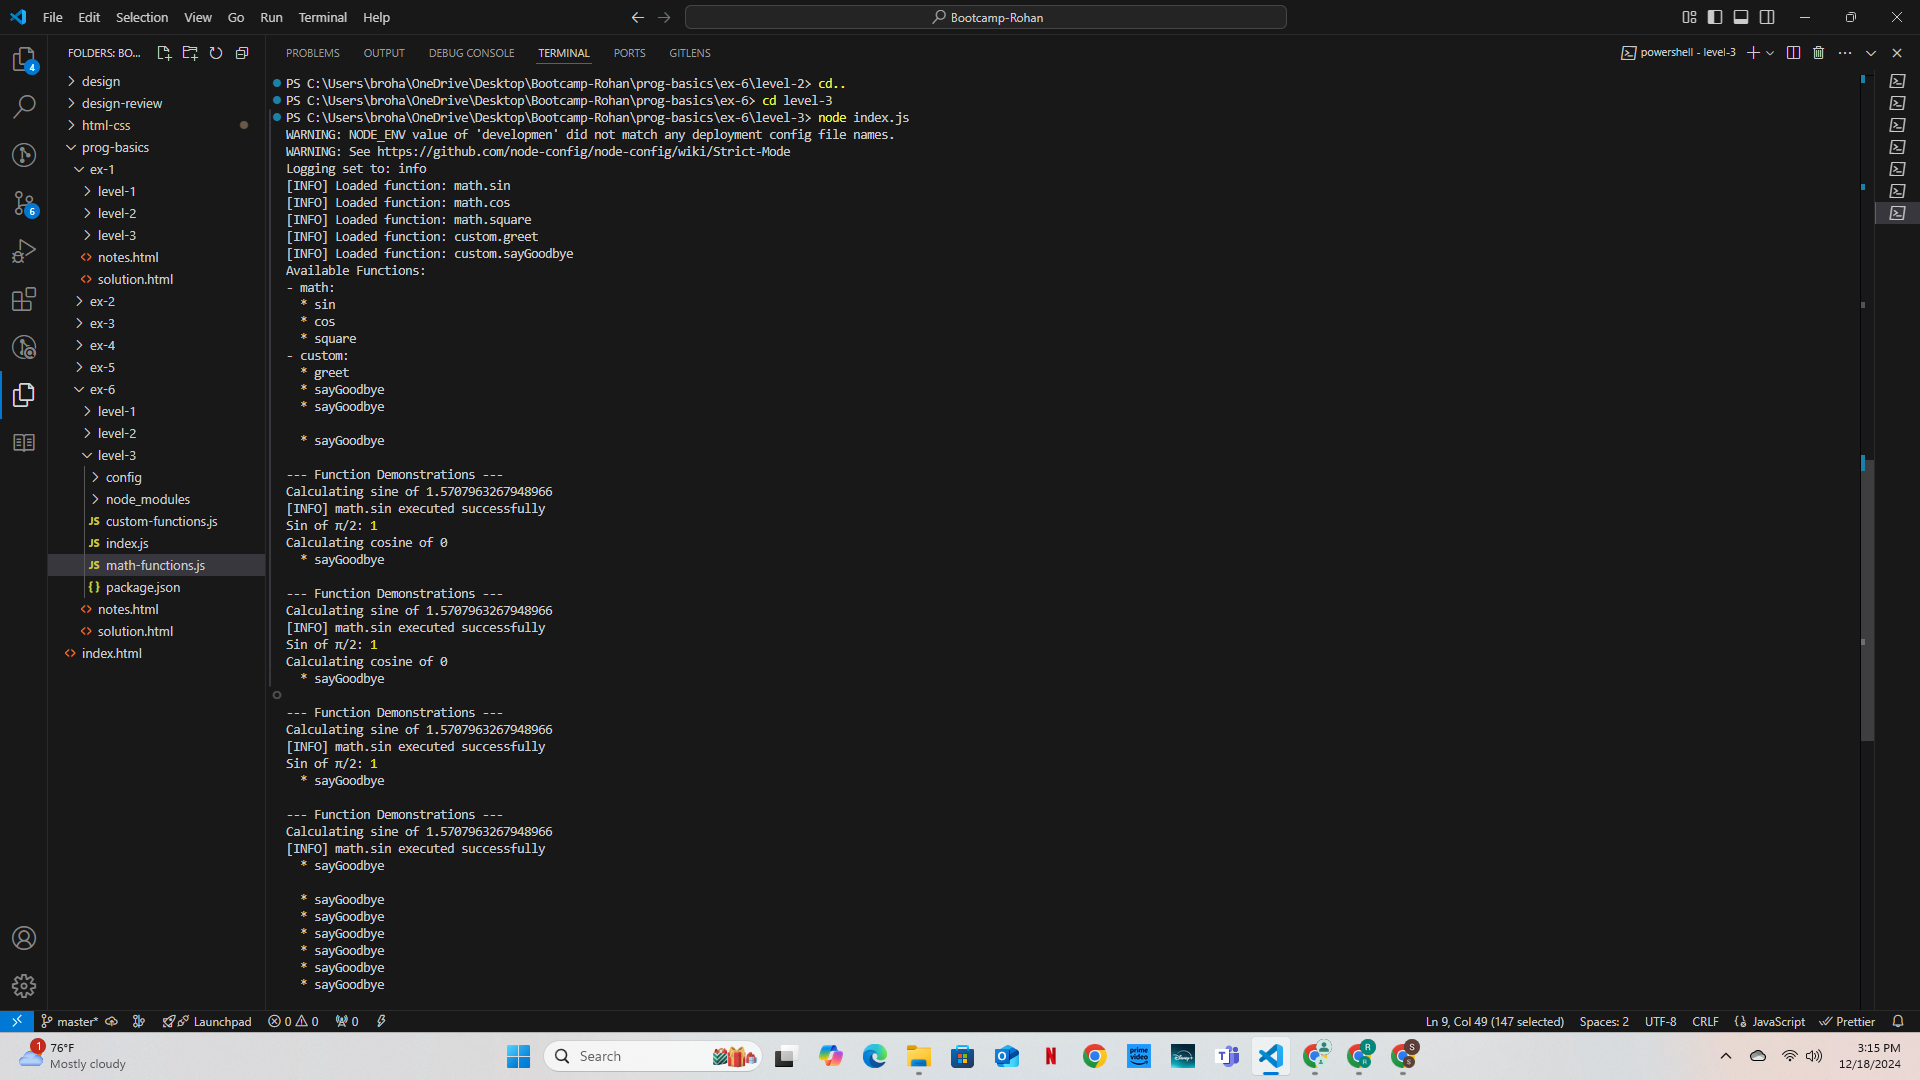 File Edit Selection View Go Run Terminal Help
Bootcamp-Rohan
FOLDERS: BO...
4
6
design
design-review
html-css
prog-basics
ex-1
level-1
level-2
level-3
notes.html
solution.html
ex-2
ex-3
ex-4
ex-5
ex-6
level-1
level-2
level-3
config
node_modules
JS custom-functions.js
JS index.js
JS math-functions.js
{} package.json
notes.html
solution.html
index.html
PROBLEMS OUTPUT DEBUG CONSOLE TERMINAL PORTS GITLENS
powershell - level-3
PS C:\Users\broha\OneDrive\Desktop\Bootcamp-Rohan\prog-basics\ex-6\level-2> cd..
PS C:\Users\broha\OneDrive\Desktop\Bootcamp-Rohan\prog-basics\ex-6> cd level-3
PS C:\Users\broha\OneDrive\Desktop\Bootcamp-Rohan\prog-basics\ex-6\level-3> node index.js
WARNING: NODE_ENV value of 'developmen' did not match any deployment config file names.
WARNING: See https://github.com/node-config/node-config/wiki/Strict-Mode
Logging set to: info
[INFO] Loaded function: math.sin
[INFO] Loaded function: math.cos
[INFO] Loaded function: math.square
[INFO] Loaded function: custom.greet
[INFO] Loaded function: custom.sayGoodbye
Available Functions:
- math:
* sin
* cos
* square
- custom:
* greet
* sayGoodbye
* sayGoodbye
* sayGoodbye
--- Function Demonstrations ---
Calculating sine of 1.5707963267948966
[INFO] math.sin executed successfully
Sin of π/2: 1
Calculating cosine of 0
* sayGoodbye
--- Function Demonstrations ---
Calculating sine of 1.5707963267948966
[INFO] math.sin executed successfully
Sin of π/2: 1
Calculating cosine of 0
* sayGoodbye
--- Function Demonstrations ---
Calculating sine of 1.5707963267948966
[INFO] math.sin executed successfully
Sin of π/2: 1
* sayGoodbye
--- Function Demonstrations ---
Calculating sine of 1.5707963267948966
[INFO] math.sin executed successfully
* sayGoodbye
* sayGoodbye
* sayGoodbye
* sayGoodbye
* sayGoodbye
* sayGoodbye
* sayGoodbye
master* Launchpad 0 0 0 Ln 9, Col 49 (147 selected) Spaces: 2 UTF-8 CRLF {} JavaScript Prettier
1
76°F
Mostly cloudy
Search
N
prime video
Disney+
R
S
3:15 PM
12/18/2024